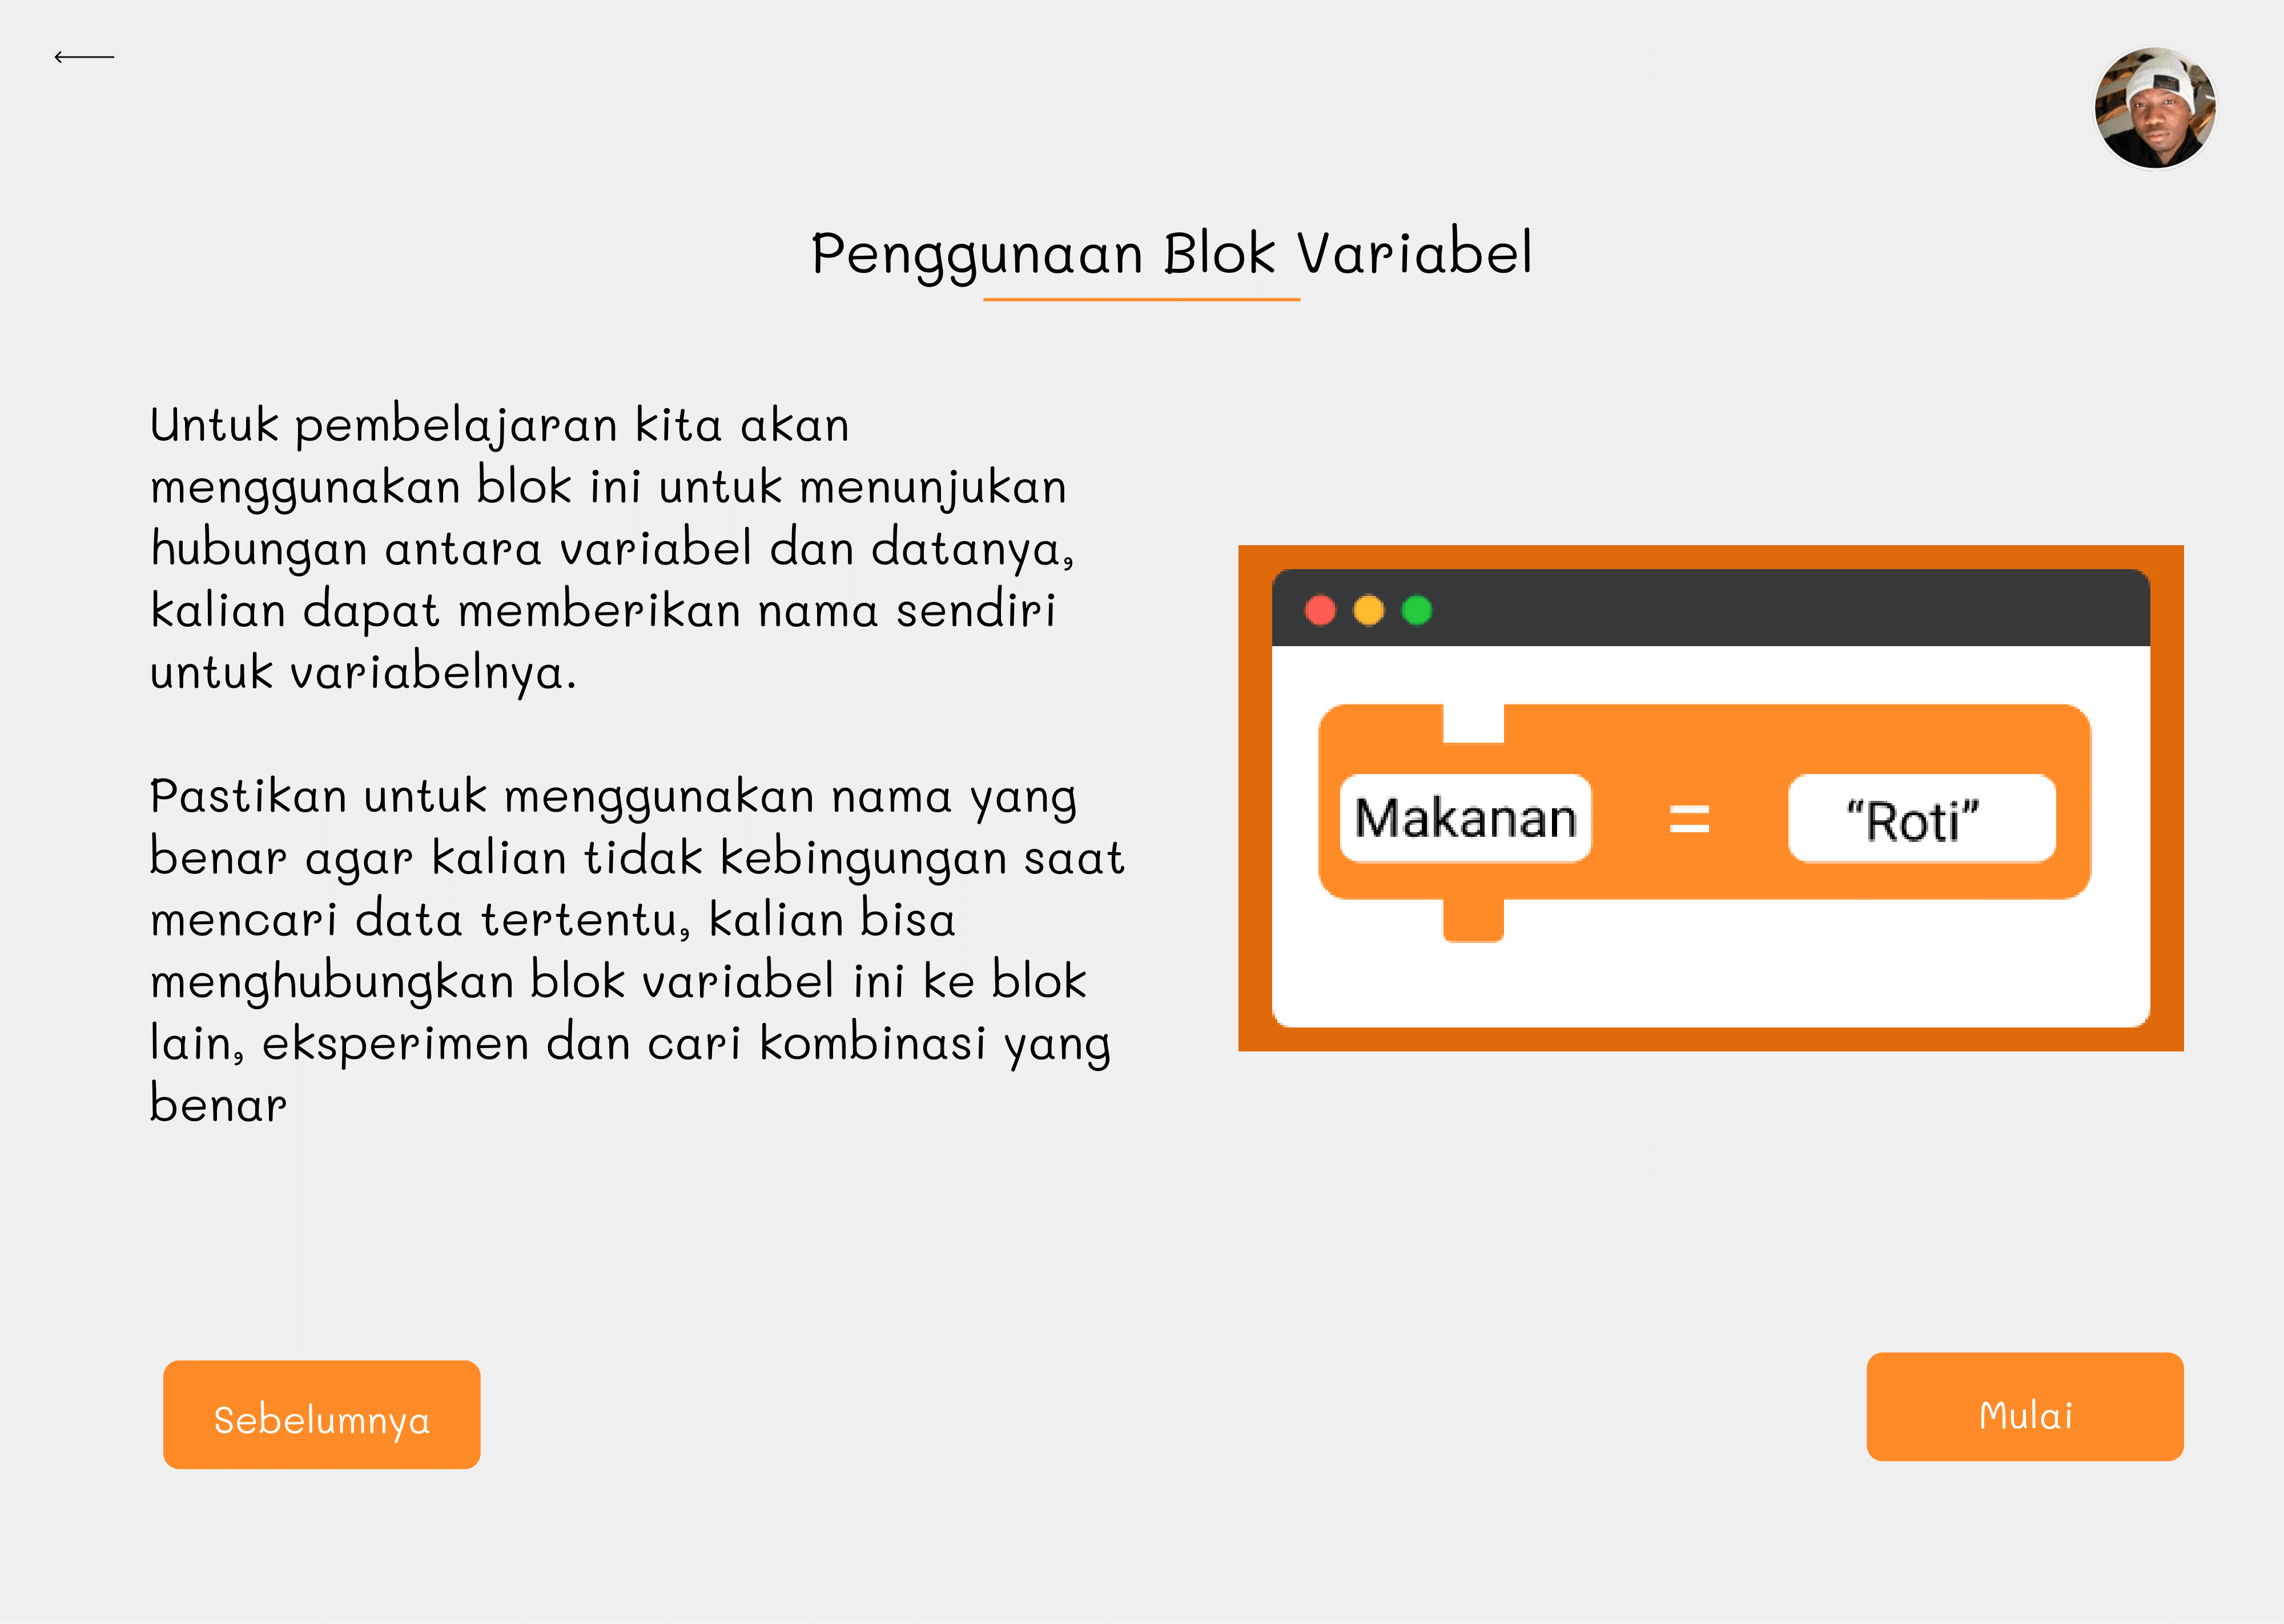 Penggunaan Blok Variabel
Untuk pembelajaran kita akan
menggunakan blok ini untuk menunjukan
hubungan antara variabel dan datanya,
kalian dapat memberikan nama sendiri
untuk variabelnya.
Pastikan untuk menggunakan nama yang
benar agar kalian tidak kebingungan saat
mencari data tertentu, kalian bisa
menghubungkan blok variabel ini ke blok
lain, eksperimen dan cari kombinasi yang
benar
Makanan = “Roti”
Sebelumnya
Mulai